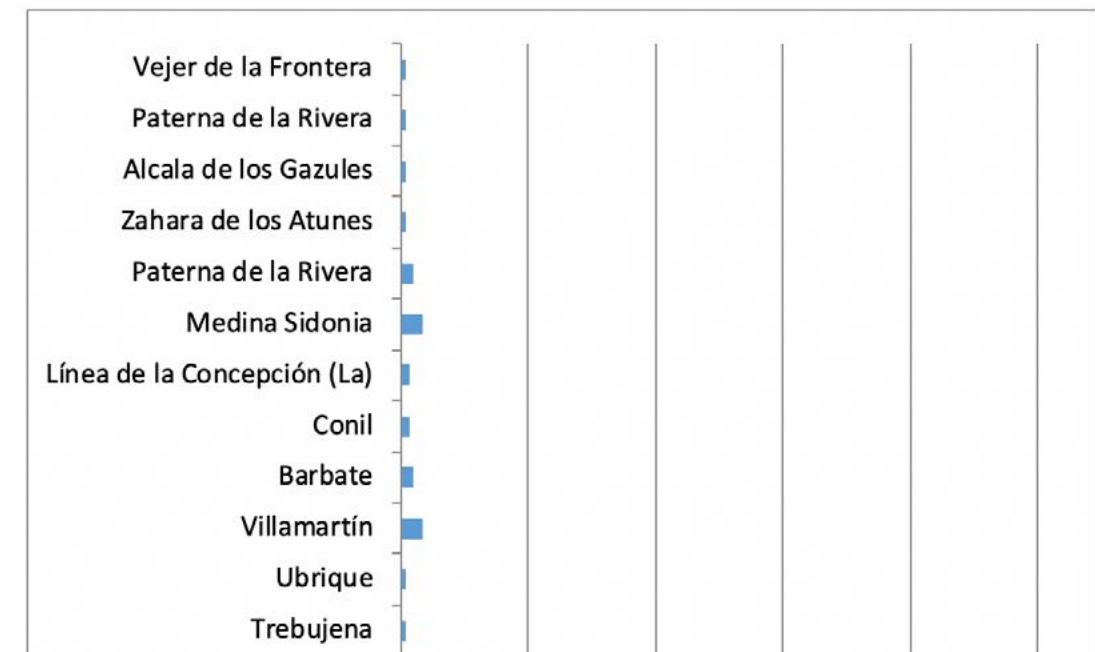 Vejer de la Frontera
Paterna de la Rivera
Alcala de los Gazules
Zahara de los Atunes
Paterna de la Rivera
Medina Sidonia
Línea de la Concepción (La)
Conil
Barbate
Villamartín
Ubrique
Trebujena